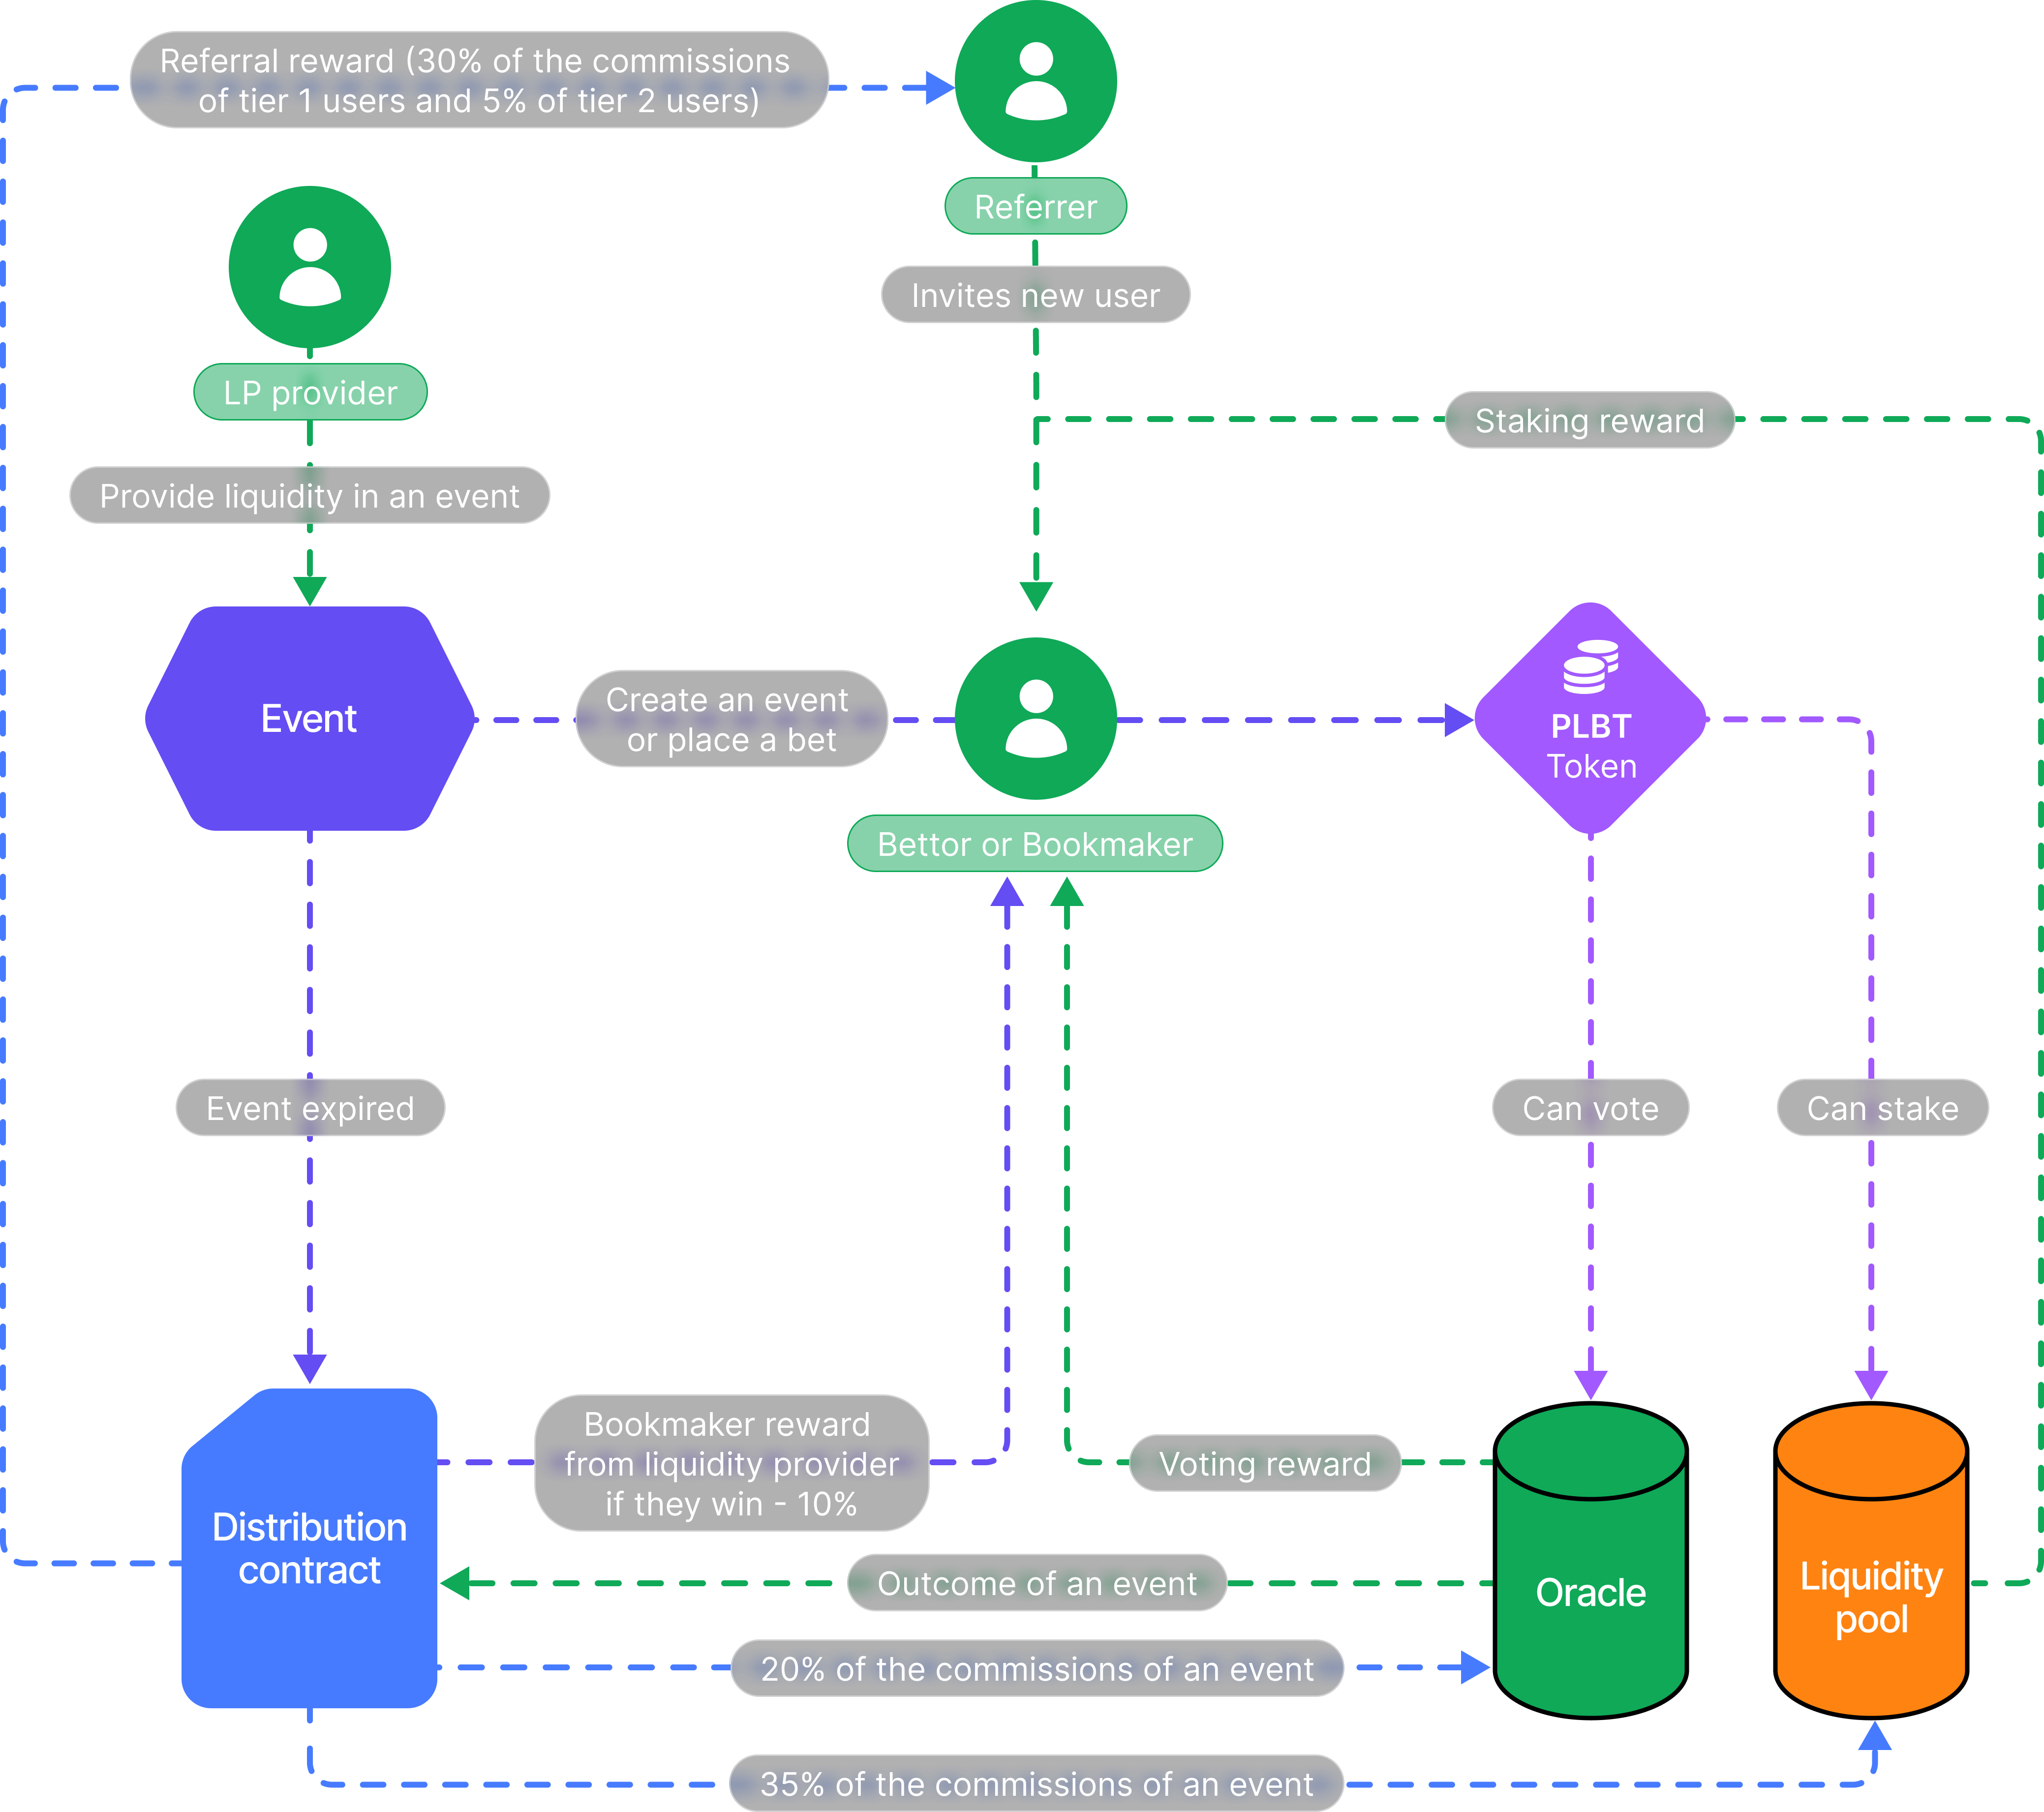 Referral reward (30% of the commissions
of tier 1 users and 5% of tier 2 users)
Referrer
Invites new user
LP provider
Staking reward
Provide liquidity in an event
Event
Create an event
or place a bet
PLBT
Token
Bettor or Bookmaker
Event expired
Can vote
Can stake
Bookmaker reward
from liquidity provider
if they win - 10%
Voting reward
Distribution
contract
Outcome of an event
Oracle
Liquidity
pool
20% of the commissions of an event
35% of the commissions of an event